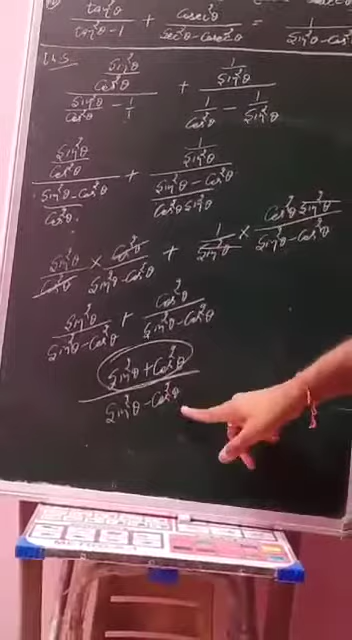 tan²θ/(tan²θ-1) + cosec²θ/(sec²θ-cosec²θ) = 1/(sin²θ-cos²θ)
LHS
(sin²θ/cos²θ)/(sin²θ/cos²θ - 1/1) + (1/sin²θ)/(1/cos²θ - 1/sin²θ)
(sin²θ/cos²θ)/((sin²θ-cos²θ)/cos²θ) + (1/sin²θ)/((sin²θ-cos²θ)/(cos²θ sin²θ))
sin²θ/cos²θ × cos²θ/(sin²θ-cos²θ) + 1/sin²θ × cos²θ sin²θ/(sin²θ-cos²θ)
sin²θ/(sin²θ-cos²θ) + cos²θ/(sin²θ-cos²θ)
(sin²θ+cos²θ)/(sin²θ-cos²θ)